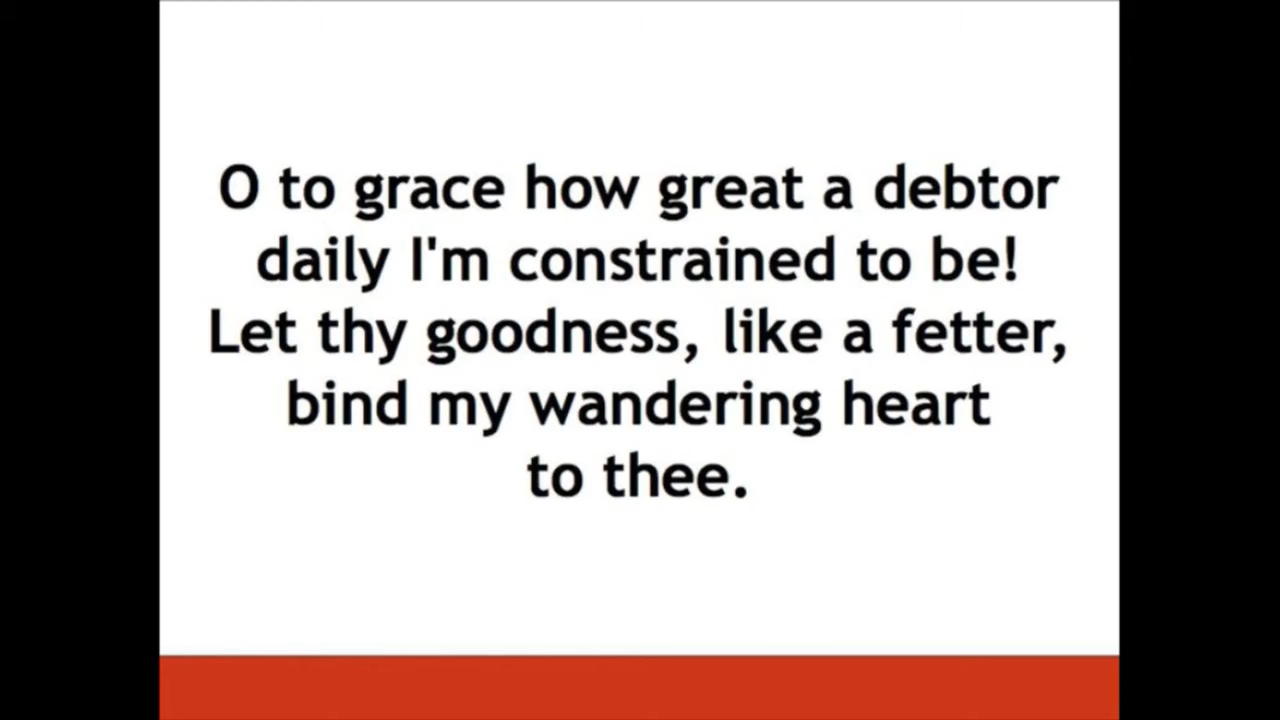 O to grace how great a debtor
daily I'm constrained to be!
Let thy goodness, like a fetter,
bind my wandering heart
to thee.